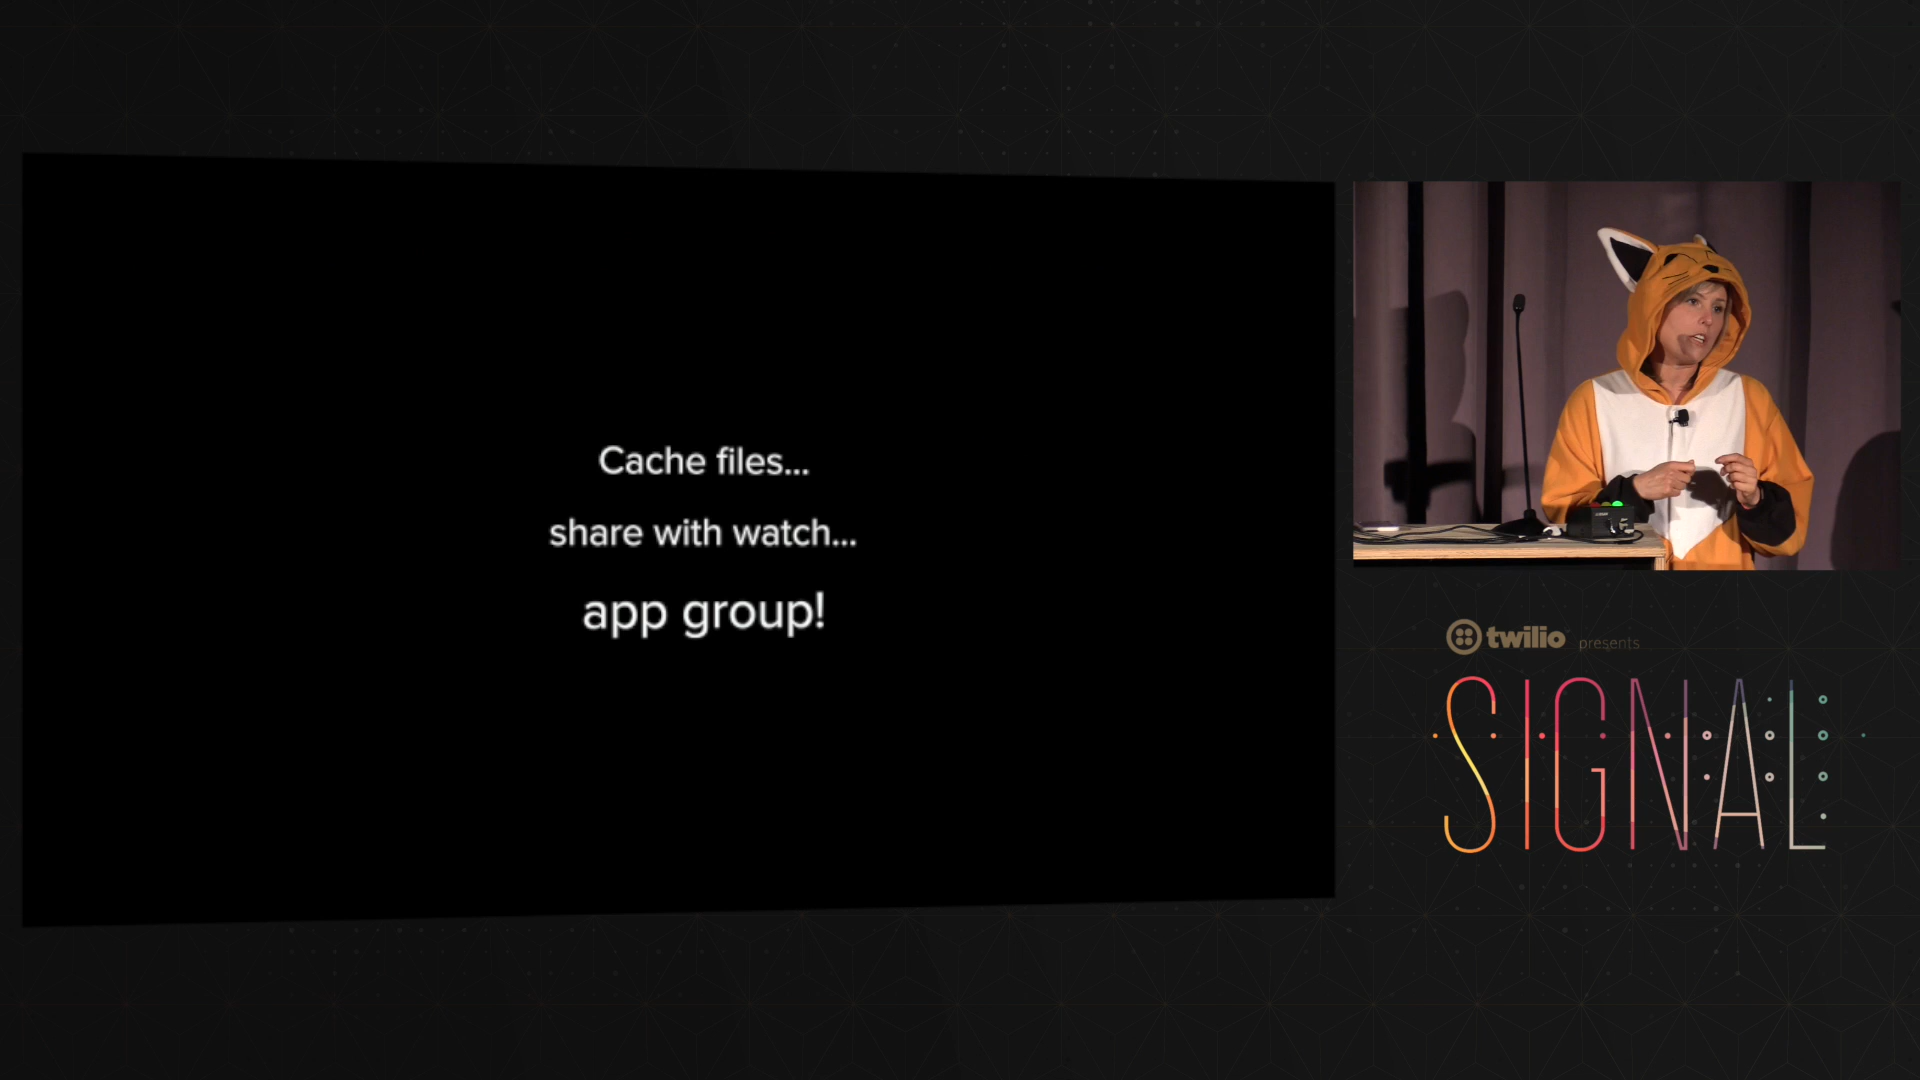 Cache files...
share with watch...
app group!
twilio presents
SIGNAL